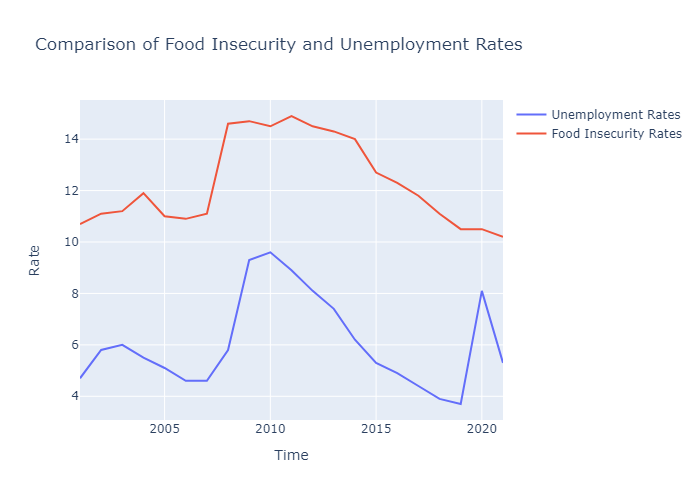 Comparison of Food Insecurity and Unemployment Rates
Unemployment Rates
Food Insecurity Rates
14
12
10
8
6
4
Rate
2005
2010
2015
2020
Time